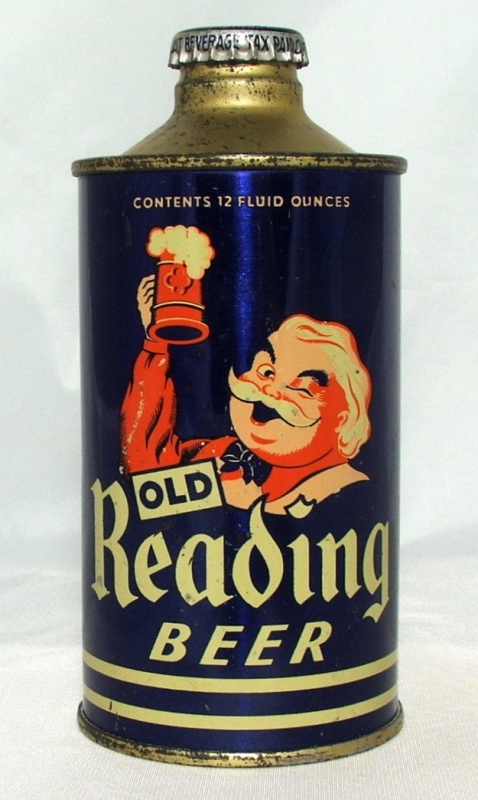 BEVERAGE TAX PAID
CONTENTS 12 FLUID OUNCES
OLD
Reading
BEER